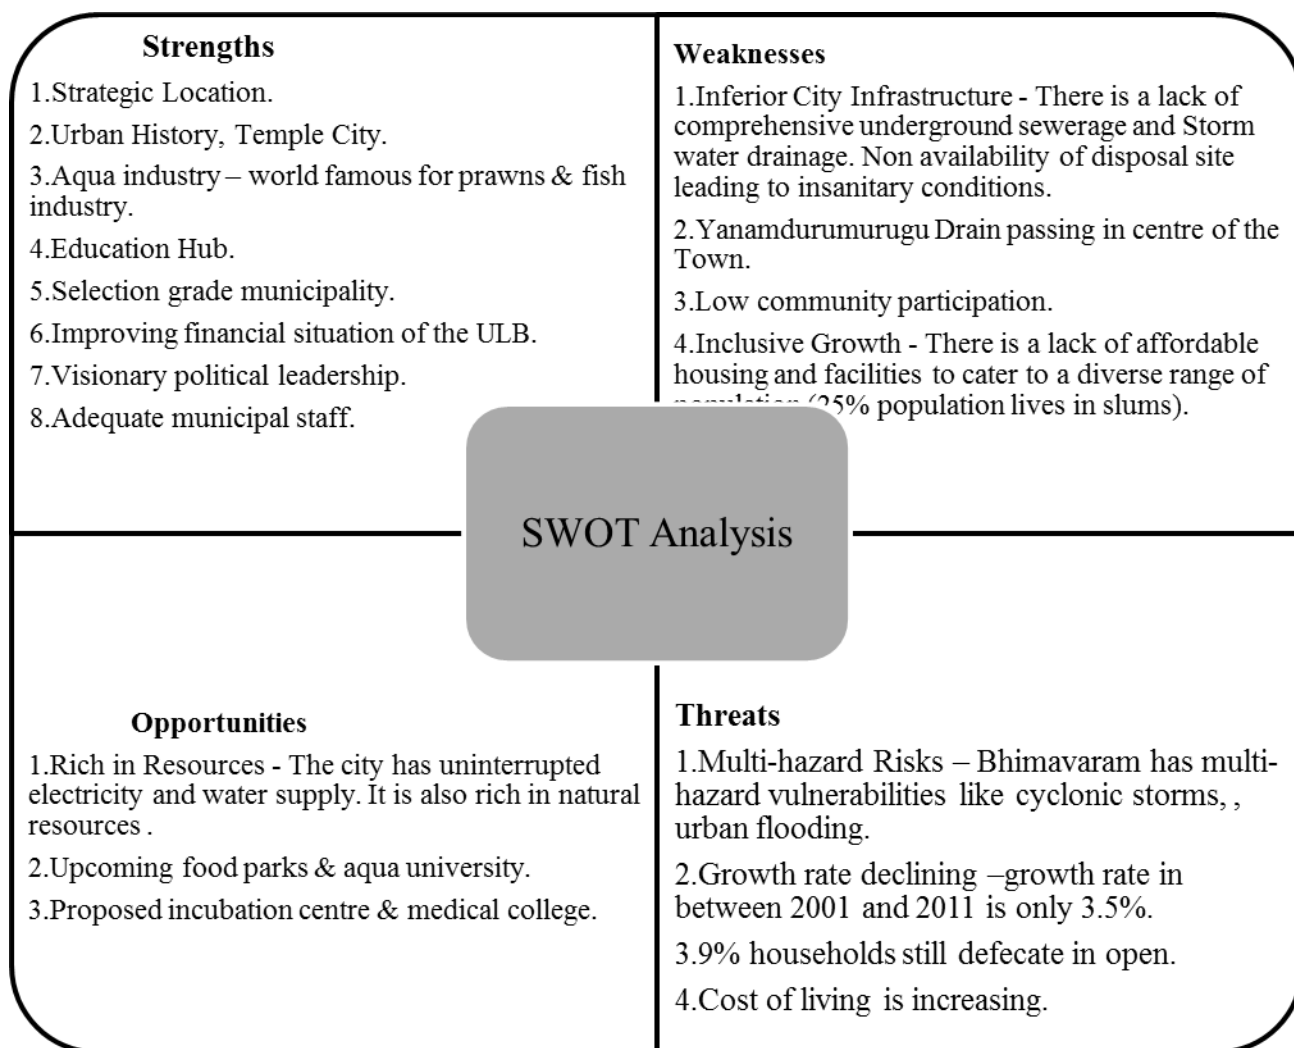 Strengths
1.Strategic Location.
2.Urban History, Temple City.
3.Aqua industry – world famous for prawns & fish
industry.
4.Education Hub.
5.Selection grade municipality.
6.Improving financial situation of the ULB.
7.Visionary political leadership.
8.Adequate municipal staff.
Weaknesses
1.Inferior City Infrastructure - There is a lack of
comprehensive underground sewerage and Storm
water drainage. Non availability of disposal site
leading to insanitary conditions.
2.Yanamdurumurugu Drain passing in centre of the
Town.
3.Low community participation.
4.Inclusive Growth - There is a lack of affordable
housing and facilities to cater to a diverse range of
population population lives in slums).
SWOT Analysis
Opportunities
1.Rich in Resources - The city has uninterrupted
electricity and water supply. It is also rich in natural
resources .
2.Upcoming food parks & aqua university.
3.Proposed incubation centre & medical college.
Threats
1.Multi-hazard Risks – Bhimavaram has multi-
hazard vulnerabilities like cyclonic storms, ,
urban flooding.
2.Growth rate declining –growth rate in
between 2001 and 2011 is only 3.5%.
3.9% households still defecate in open.
4.Cost of living is increasing.